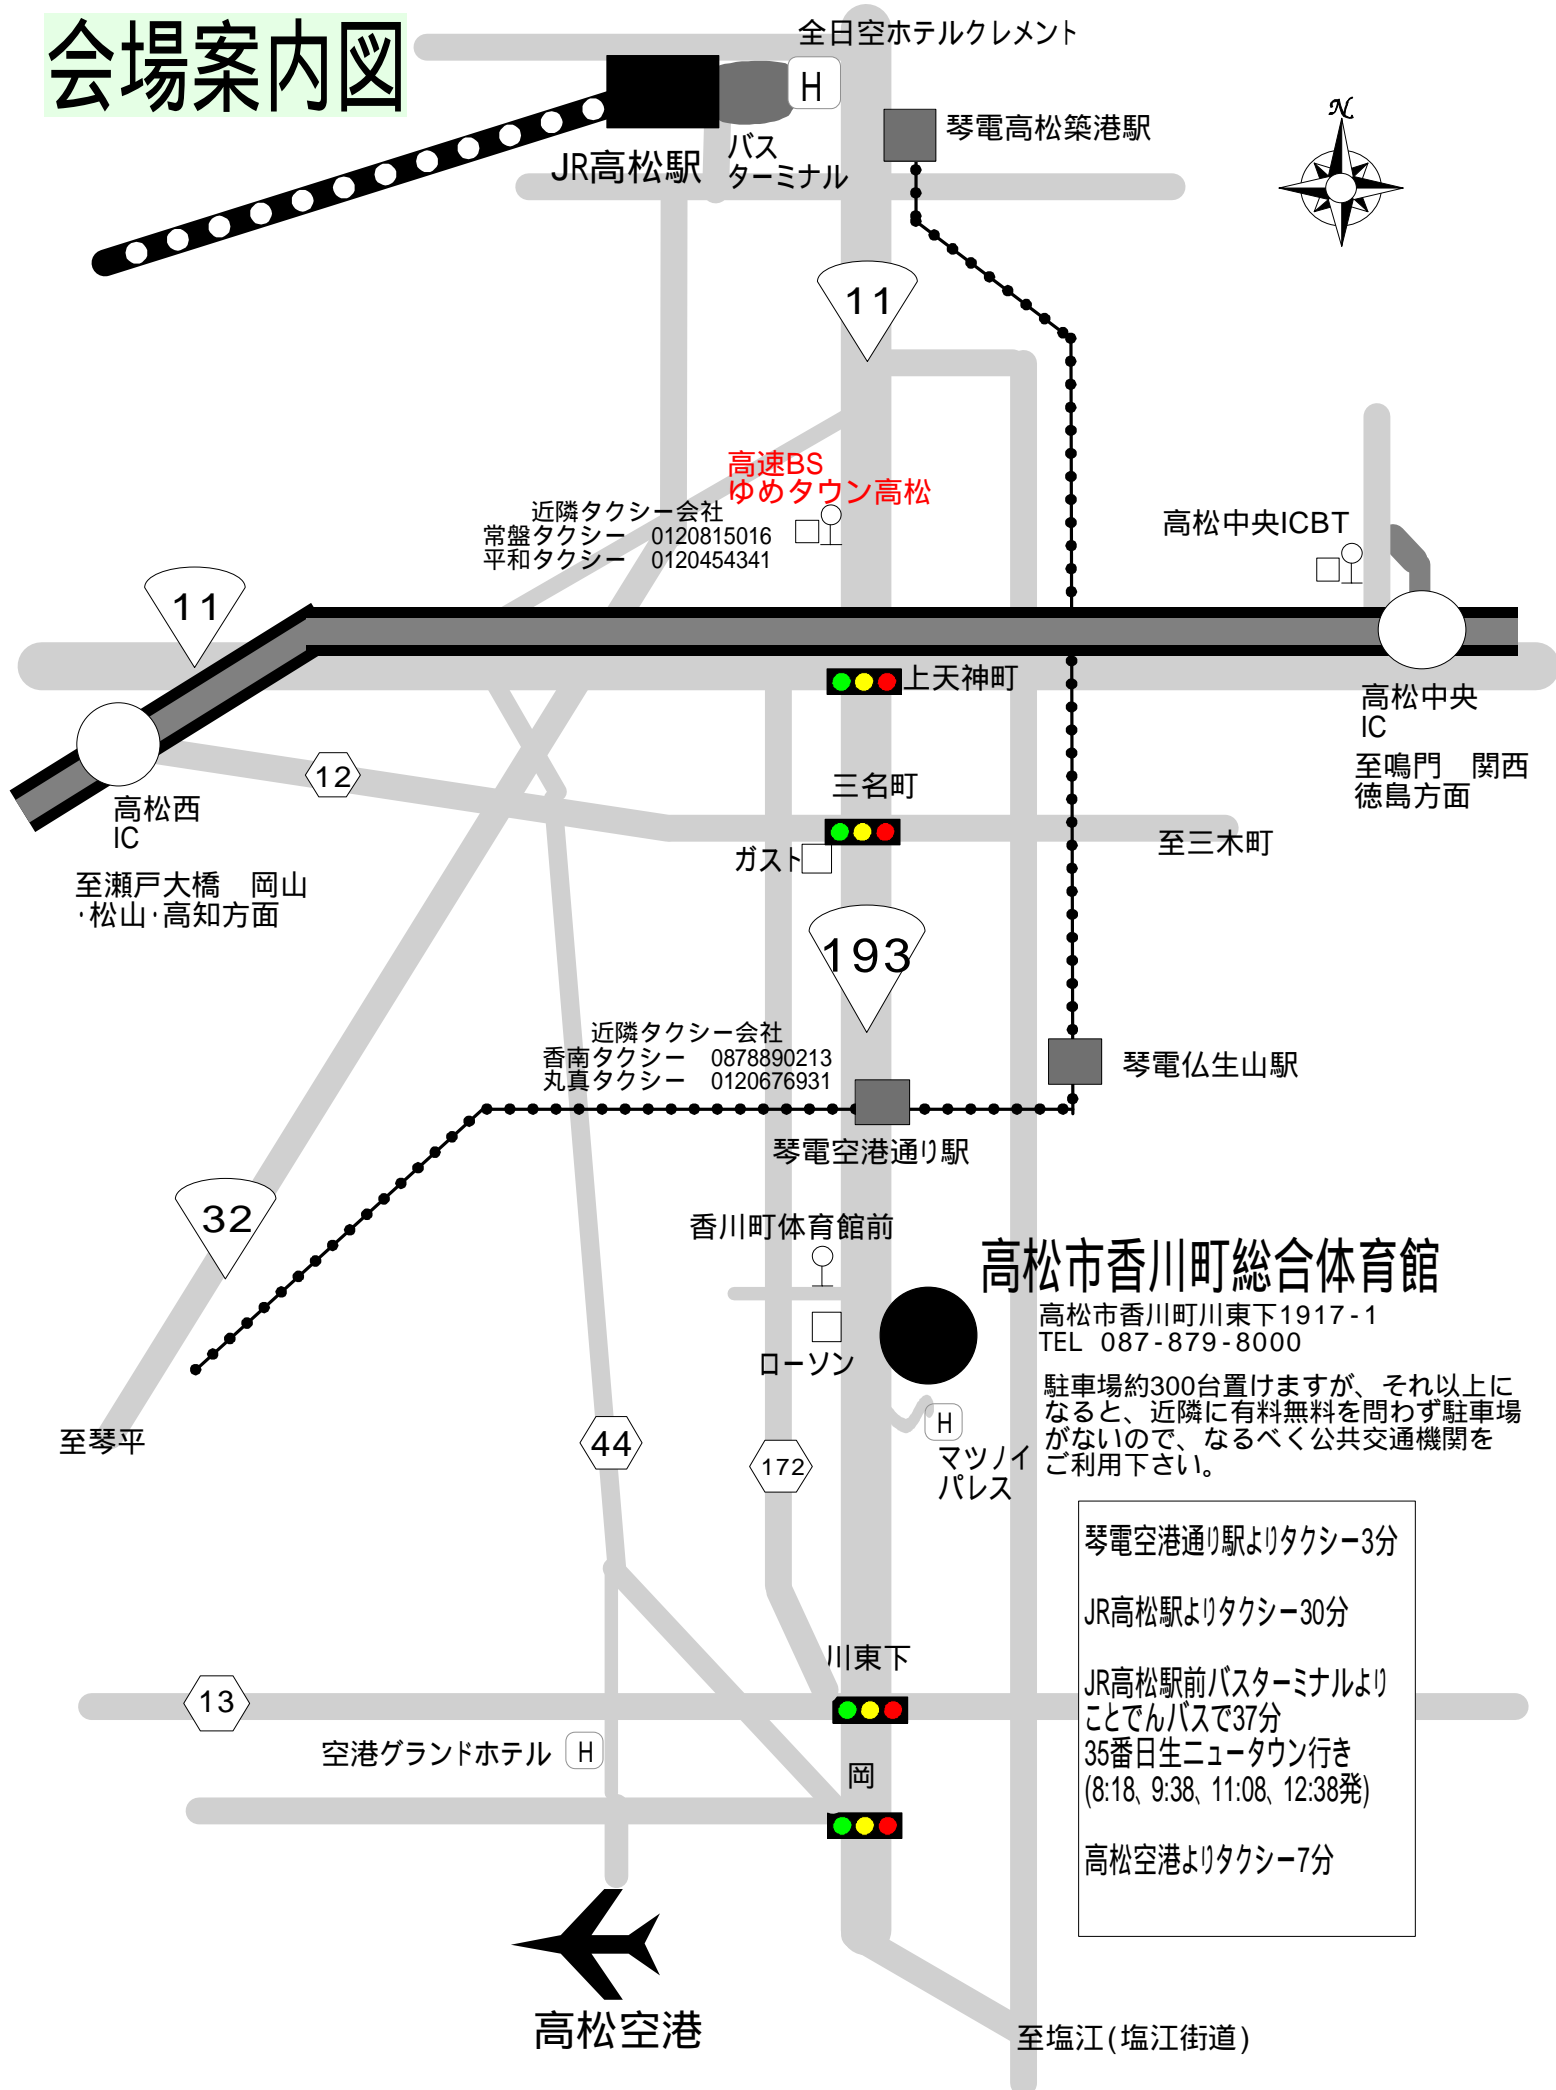 会場案内図
全日空ホテルクレメント
H
琴電高松築港駅
N
JR高松駅
バス
ターミナル
11
高速BS
ゆめタウン高松
近隣タクシー会社
常盤タクシー　0120815016
平和タクシー　0120454341
高松中央ICBT
11
上天神町
高松中央
IC
至鳴門　関西
徳島方面
12
三名町
高松西
IC
至三木町
ガスト
至瀬戸大橋　岡山
・松山・高知方面
193
近隣タクシー会社
香南タクシー　0878890213
丸真タクシー　0120676931
琴電仏生山駅
琴電空港通り駅
32
香川町体育館前
高松市香川町総合体育館
高松市香川町川東下1917-1
TEL 087-879-8000
ローソン
駐車場約300台置けますが、それ以上に
なると、近隣に有料無料を問わず駐車場
がないので、なるべく公共交通機関を
ご利用下さい。
至琴平
44
172
H
マツノイ
パレス
琴電空港通り駅よりタクシー3分
JR高松駅よりタクシー30分
JR高松駅前バスターミナルより
ことでんバスで37分
35番日生ニュータウン行き
(8:18、9:38、11:08、12:38発)
高松空港よりタクシー7分
川東下
13
空港グランドホテル
H
岡
高松空港
至塩江(塩江街道)